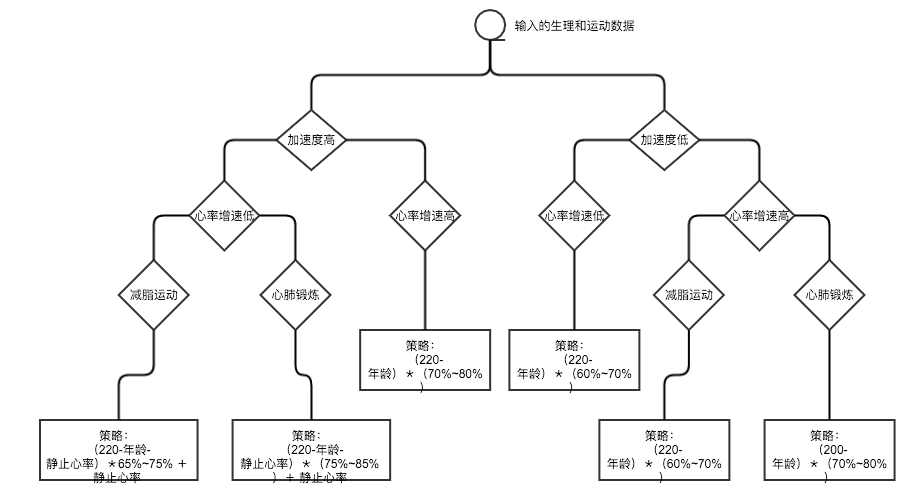 输入的生理和运动数据
加速度高
加速度低
心率增速低
心率增速高
心率增速低
心率增速高
减脂运动
心肺锻炼
减脂运动
心肺锻炼
策略：
（220-
年龄）＊（70%~80%
）
策略：
（220-
年龄）＊（60%~70%
）
策略：
（220-年龄-
静止心率）＊65%~75% ＋
静止心率
策略：
（220-年龄-
静止心率）＊（75%~85%
）＋ 静止心率
策略：
（220-
年龄）＊（60%~70%
）
策略：
（200-
年龄）＊（70%~80%
）